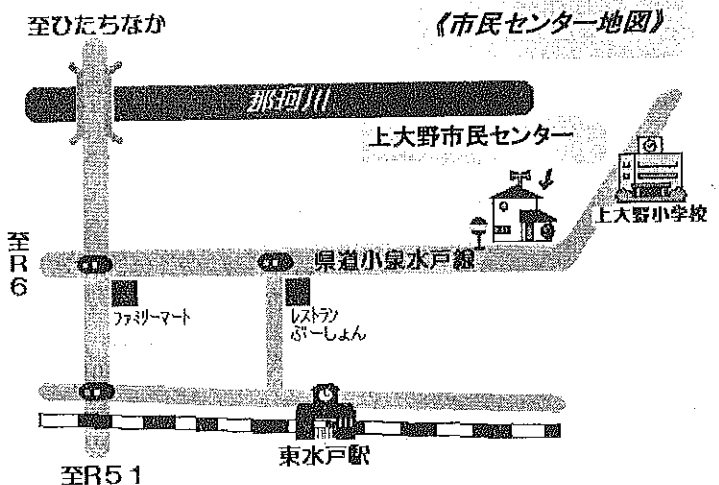 至ひたちなか
《市民センター地図》
那珂川
上大野市民センター
上大野小学校
至R6
県道小泉水戸線
ファミリーマート
レストラン
ぶーしょん
東水戸駅
至R51